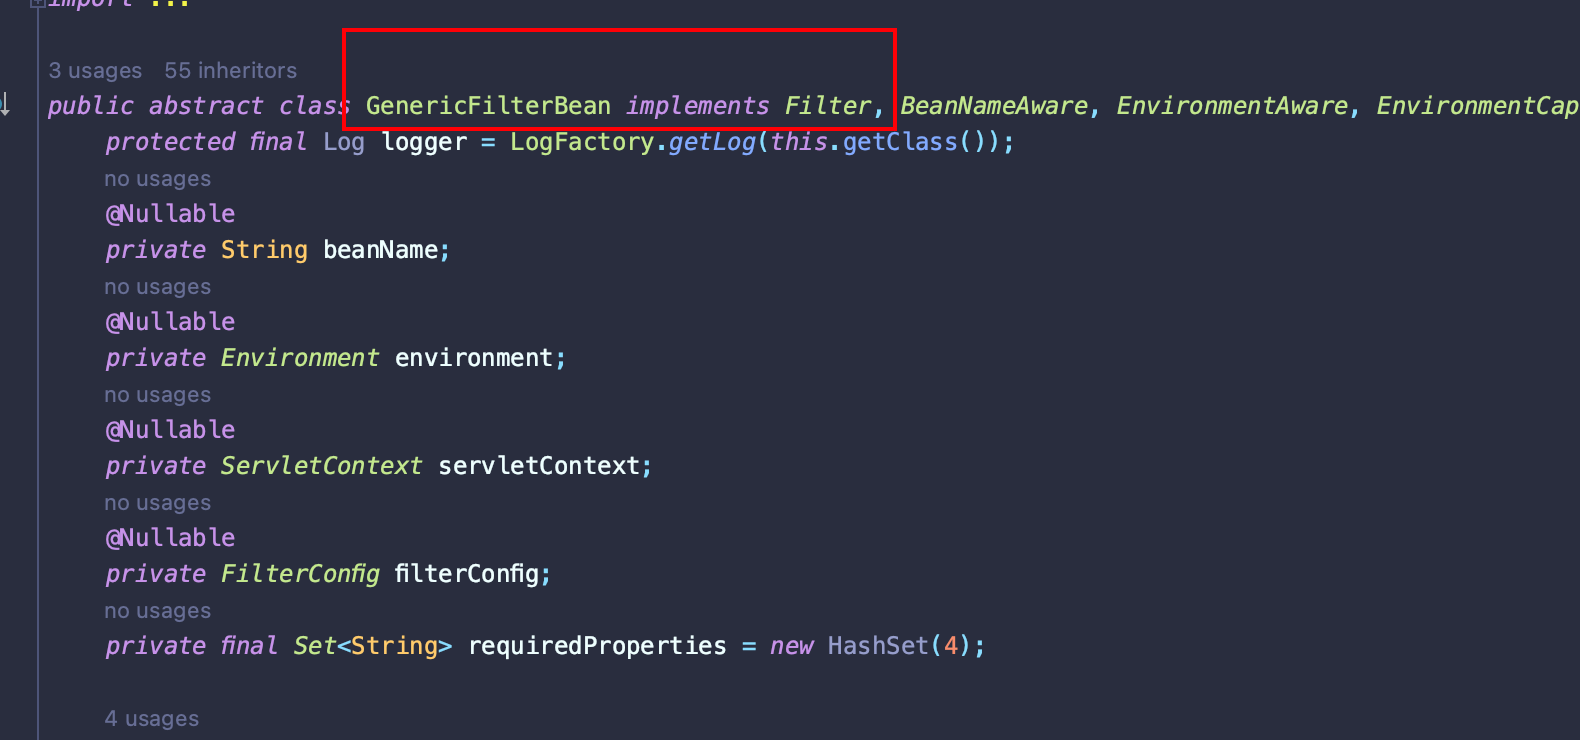 import ...
3 usages   55 inheritors
public abstract class GenericFilterBean implements Filter, BeanNameAware, EnvironmentAware, EnvironmentCap
protected final Log logger = LogFactory.getLog(this.getClass());
no usages
@Nullable
private String beanName;
no usages
@Nullable
private Environment environment;
no usages
@Nullable
private ServletContext servletContext;
no usages
@Nullable
private FilterConfig filterConfig;
no usages
private final Set<String> requiredProperties = new HashSet(4);
4 usages